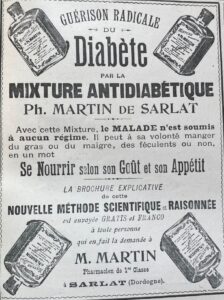 GUÉRISON RADICALE
DU
Diabète
PAR LA
MIXTURE ANTIDIABÉTIQUE
Ph. MARTIN DE SARLAT
Avec cette Mixture, le MALADE n'est soumis
à aucun régime. Il peut à sa volonté manger
du gras ou du maigre, des féculents ou non,
en un mot
Se Nourrir selon son Goût et son Appétit
LA BROCHURE EXPLICATIVE
de cette
NOUVELLE MÉTHODE SCIENTIFIQUE et RAISONNÉE
est envoyée GRATIS et FRANCO
à toute personne
qui en fait la demande à
M. MARTIN
Pharmacien de 1re Classe
à SARLAT (Dordogne).